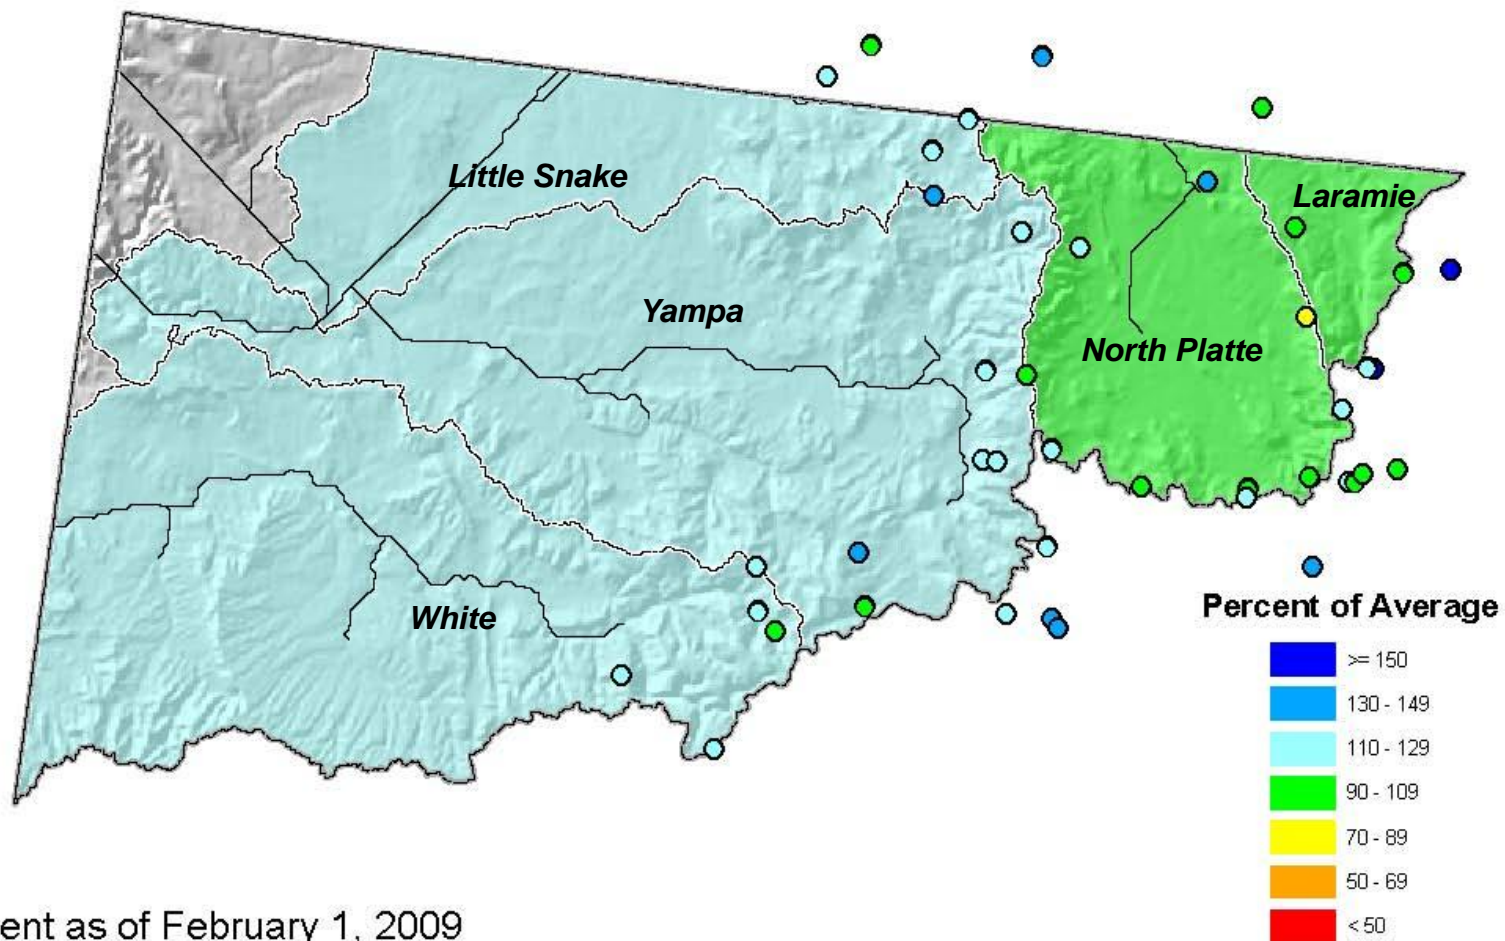 Little Snake
Laramie
Yampa
North Platte
White
Percent of Average
>= 150
130 - 149
110 - 129
90 - 109
70 - 89
50 - 69
< 50
ent as of February 1, 2009